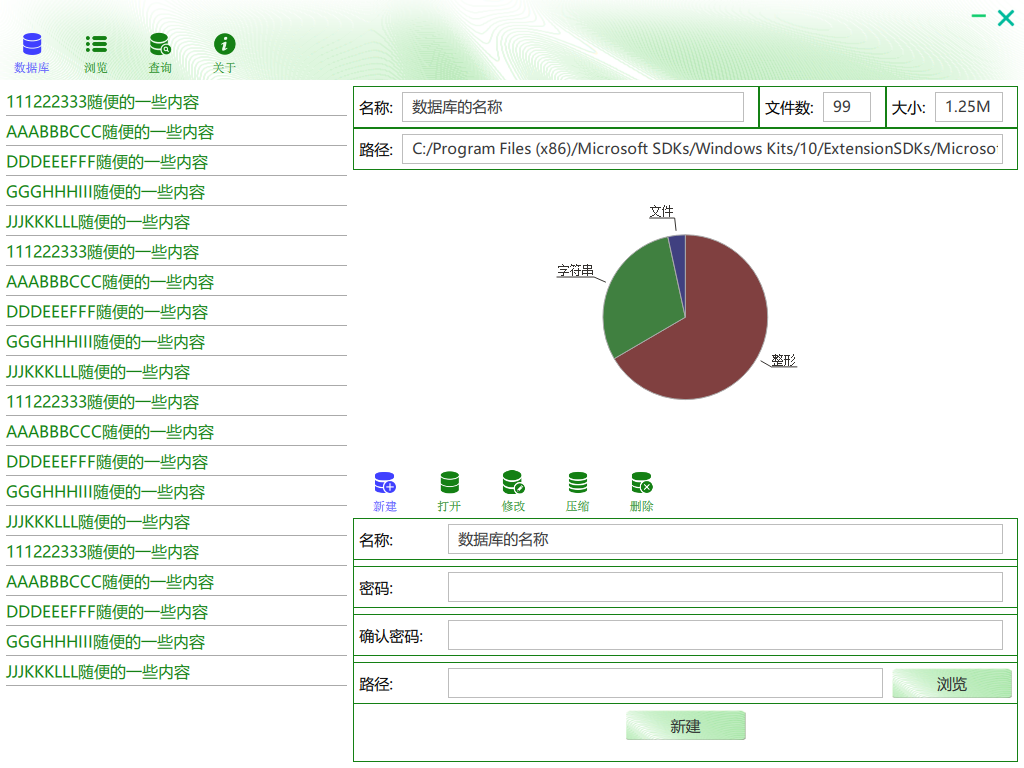 数据库 浏览 查询 关于
111222333随便的一些内容
AAABBBCCC随便的一些内容
DDDEEEFFF随便的一些内容
GGGHHHIII随便的一些内容
JJJKKKLLL随便的一些内容
111222333随便的一些内容
AAABBBCCC随便的一些内容
DDDEEEFFF随便的一些内容
GGGHHHIII随便的一些内容
JJJKKKLLL随便的一些内容
111222333随便的一些内容
AAABBBCCC随便的一些内容
DDDEEEFFF随便的一些内容
GGGHHHIII随便的一些内容
JJJKKKLLL随便的一些内容
111222333随便的一些内容
AAABBBCCC随便的一些内容
DDDEEEFFF随便的一些内容
GGGHHHIII随便的一些内容
JJJKKKLLL随便的一些内容
名称: 数据库的名称 文件数: 99 大小: 1.25M
路径: C:/Program Files (x86)/Microsoft SDKs/Windows Kits/10/ExtensionSDKs/Microso
文件
字符串
整形
新建 打开 修改 压缩 删除
名称: 数据库的名称
密码:
确认密码:
路径: 浏览
新建